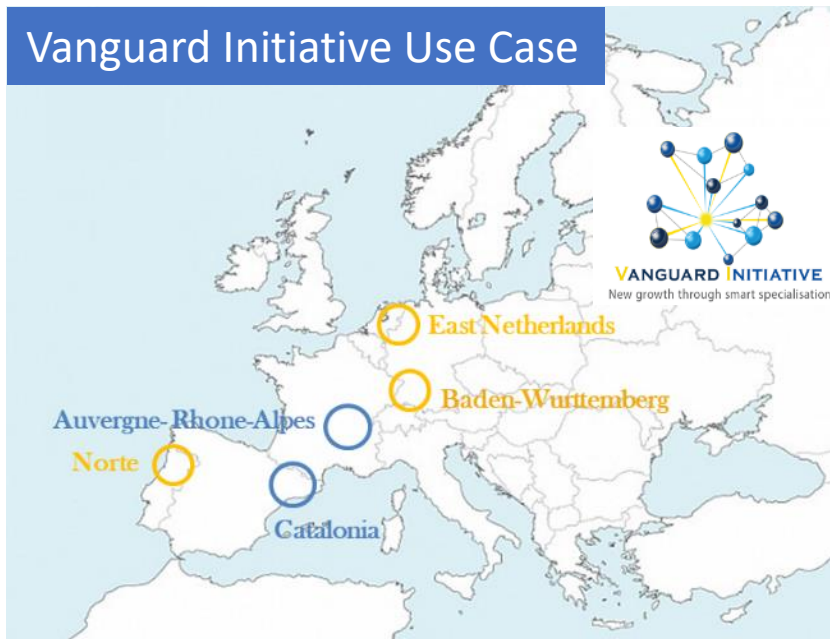 Vanguard Initiative Use Case
VANGUARD INITIATIVE
New growth through smart specialisation
East Netherlands
Baden-Wurttemberg
Auvergne-Rhone-Alpes
Norte
Catalonia